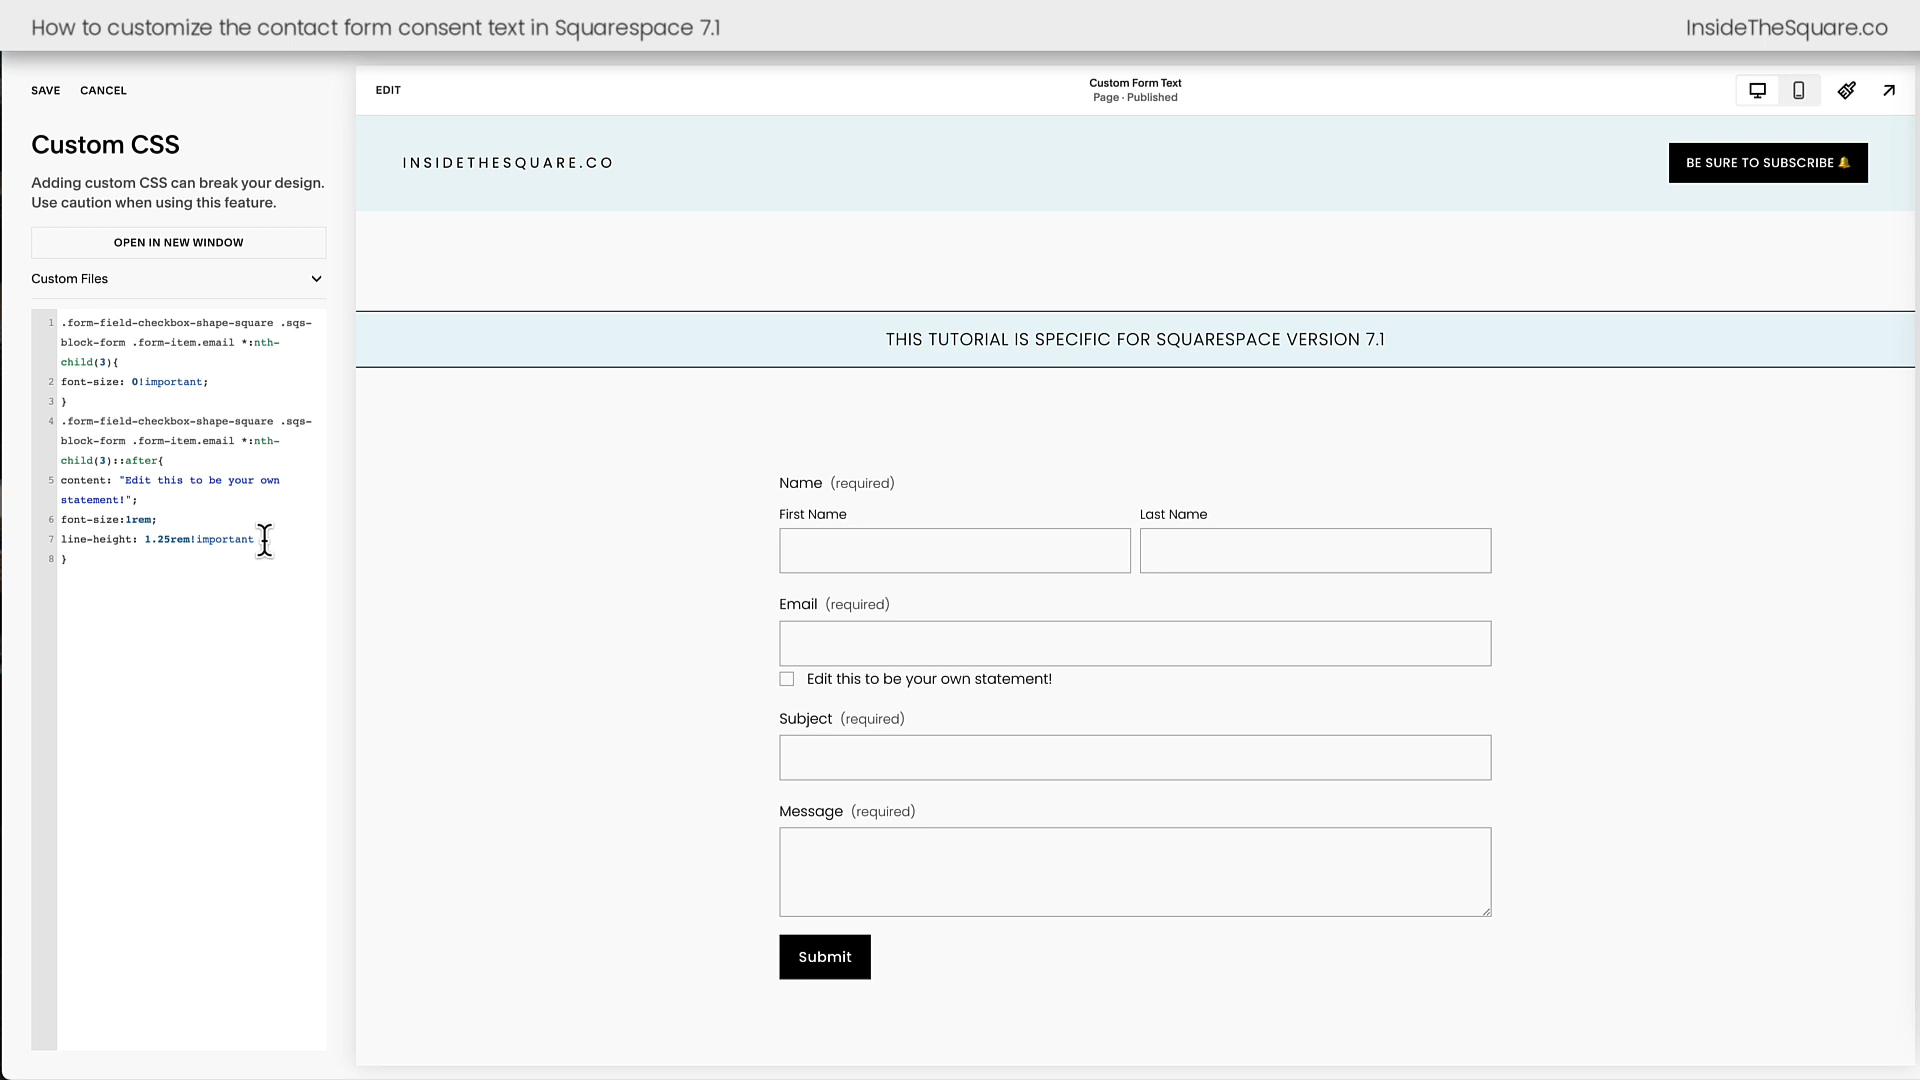 How to customize the contact form consent text in Squarespace 7.1
InsideTheSquare.co
SAVE CANCEL
Custom CSS
Adding custom CSS can break your design.
Use caution when using this feature.
OPEN IN NEW WINDOW
Custom Files
1 .form-field-checkbox-shape-square .sqs-
block-form .form-item.email *:nth-
child(3){
2 font-size: 0!important;
3 }
4 .form-field-checkbox-shape-square .sqs-
block-form .form-item.email *:nth-
child(3)::after{
5 content: "Edit this to be your own
statement!";
6 font-size:1rem;
7 line-height: 1.25rem!important
8 }
EDIT
Custom Form Text
Page · Published
INSIDETHESQUARE.CO
BE SURE TO SUBSCRIBE 🔔
THIS TUTORIAL IS SPECIFIC FOR SQUARESPACE VERSION 7.1
Name (required)
First Name Last Name
Email (required)
Edit this to be your own statement!
Subject (required)
Message (required)
Submit